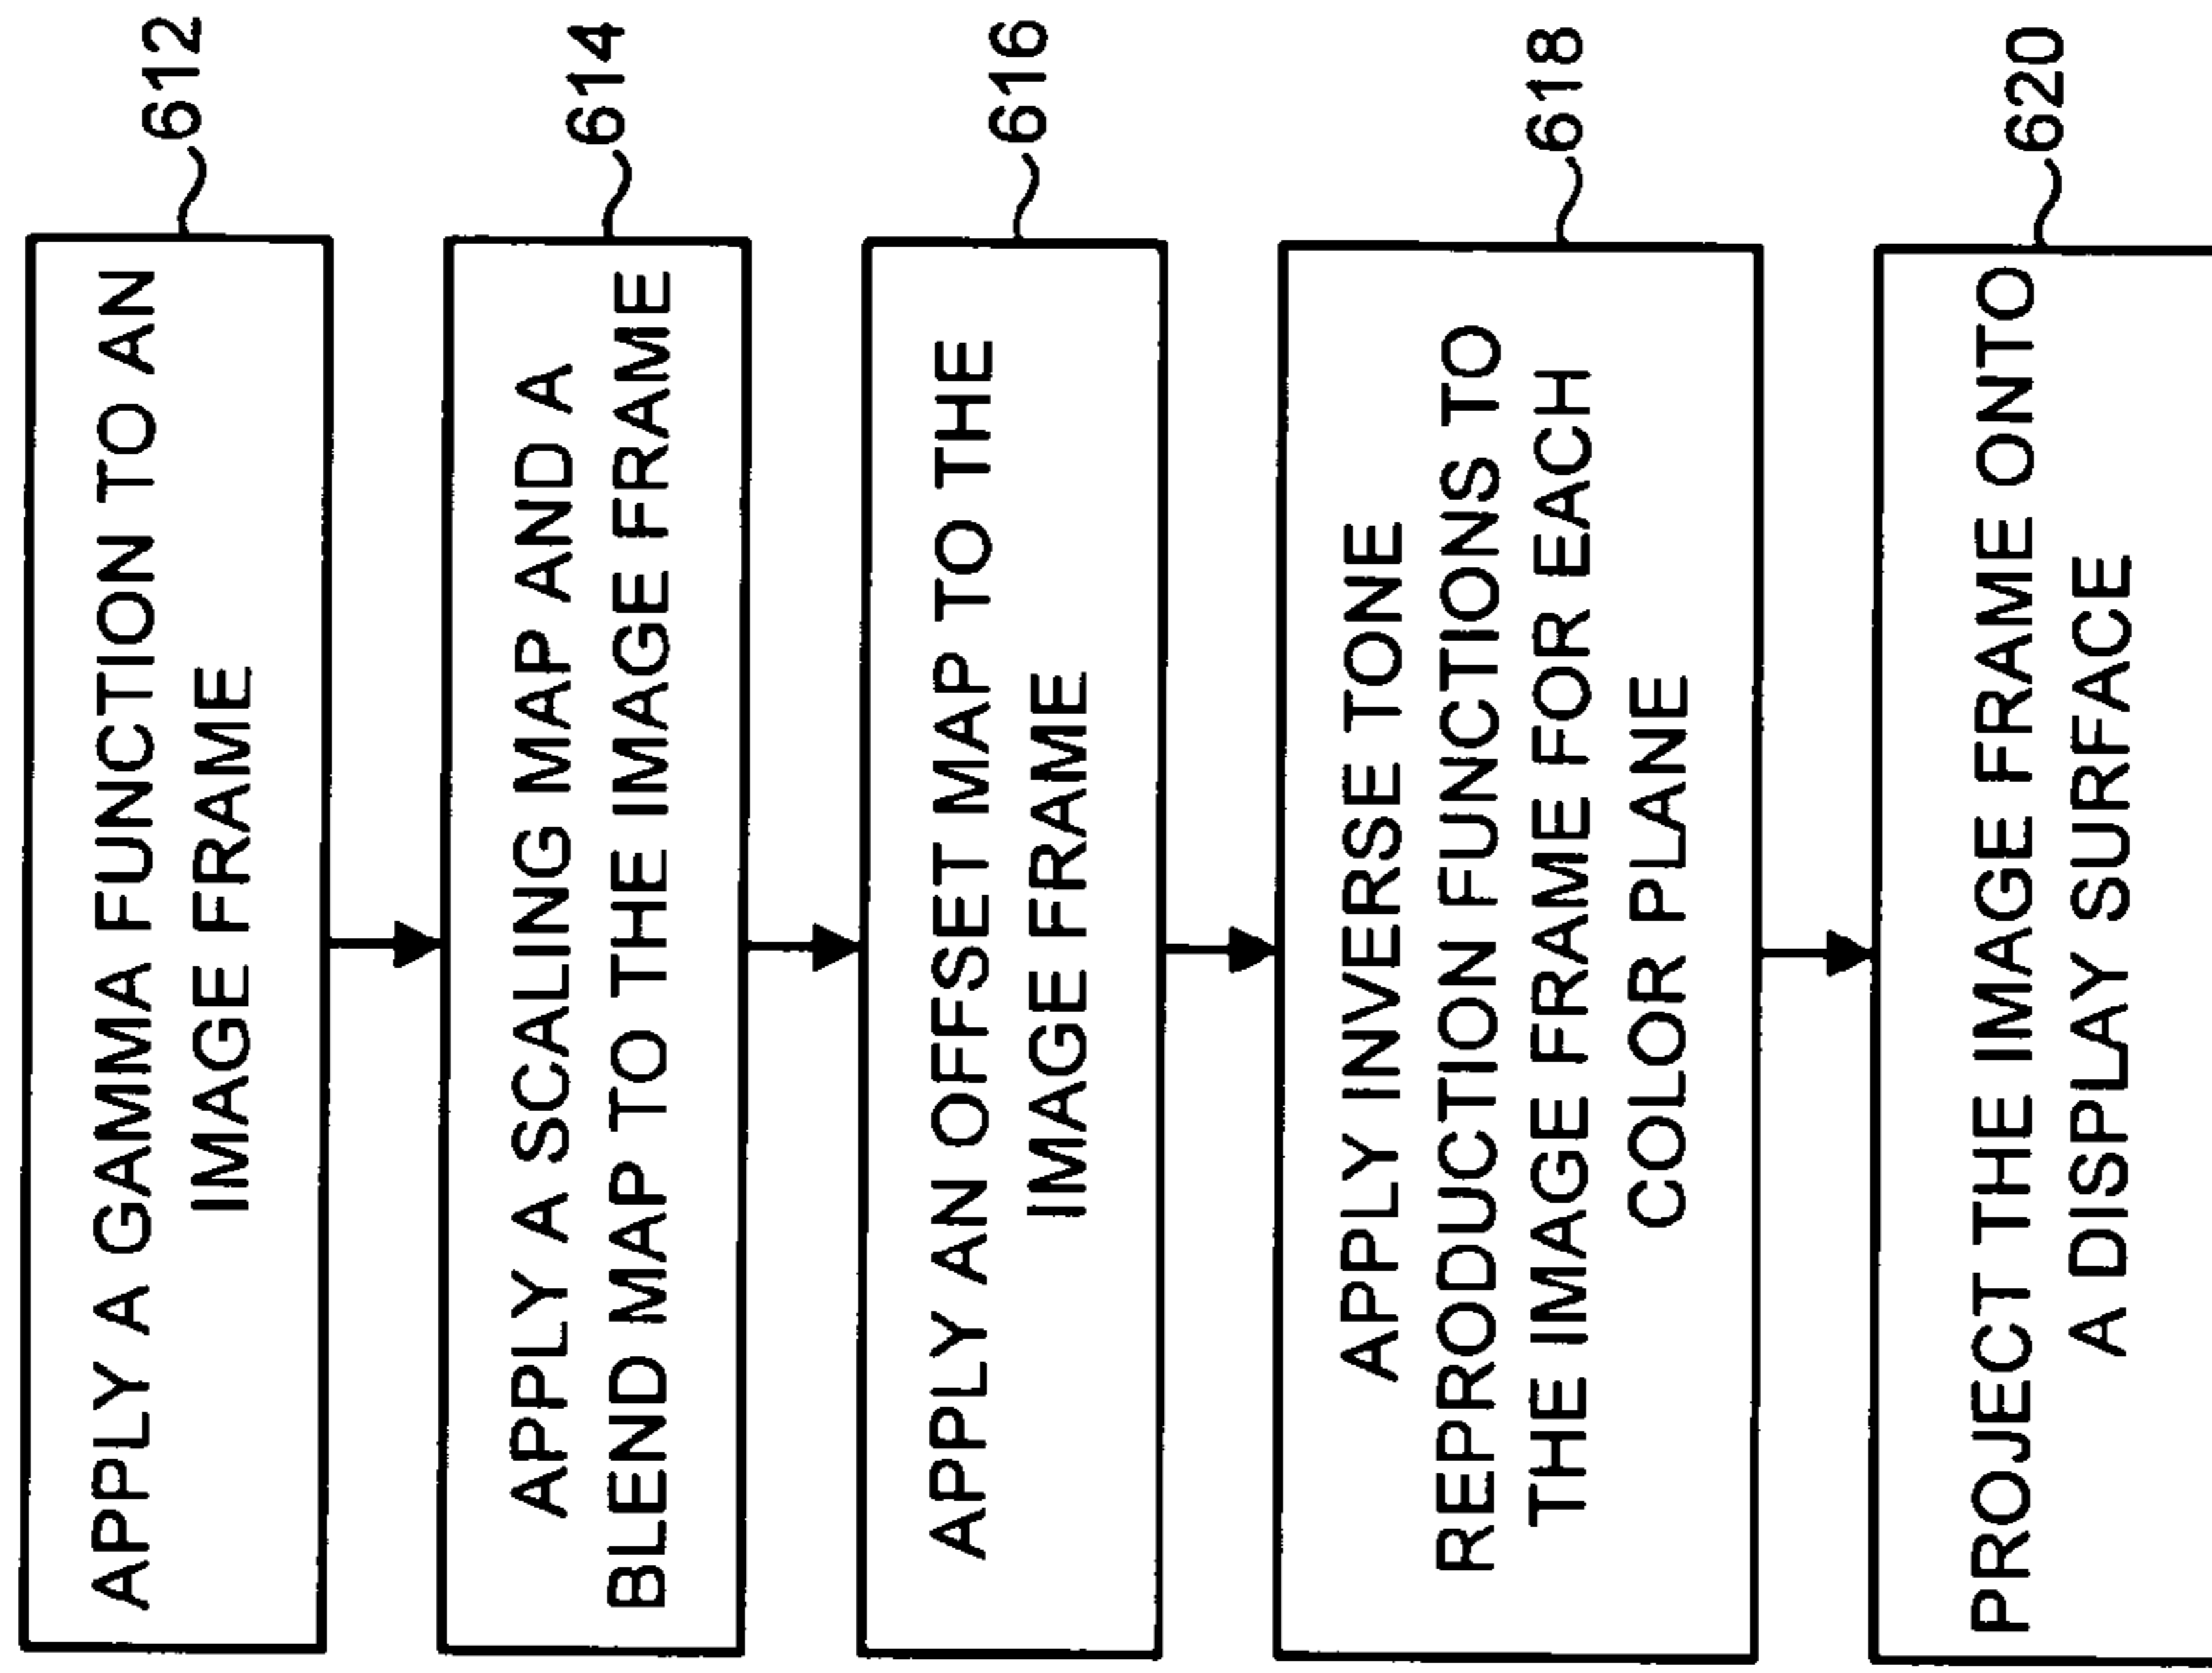 APPLY A GAMMA FUNCTION TO AN
IMAGE FRAME
612
APPLY A SCALING MAP AND A
BLEND MAP TO THE IMAGE FRAME
614
APPLY AN OFFSET MAP TO THE
IMAGE FRAME
616
APPLY INVERSE TONE
REPRODUCTION FUNCTIONS TO
THE IMAGE FRAME FOR EACH
COLOR PLANE
618
PROJECT THE IMAGE FRAME ONTO
A DISPLAY SURFACE
620